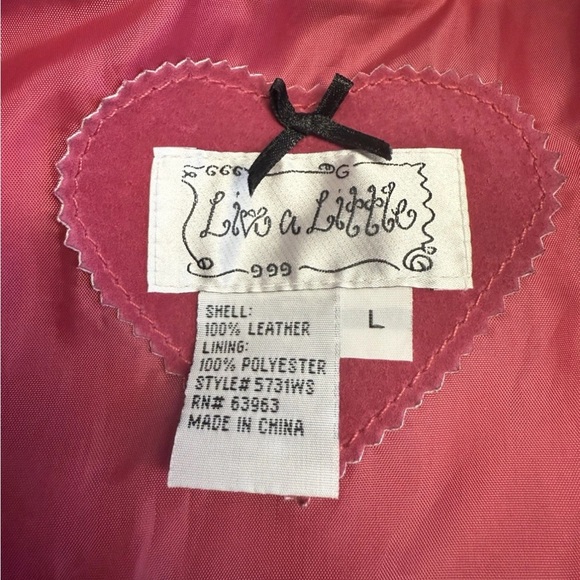 Live a Little
L
SHELL:
100% LEATHER
LINING:
100% POLYESTER
STYLE# 5731WS
RN# 63963
MADE IN CHINA